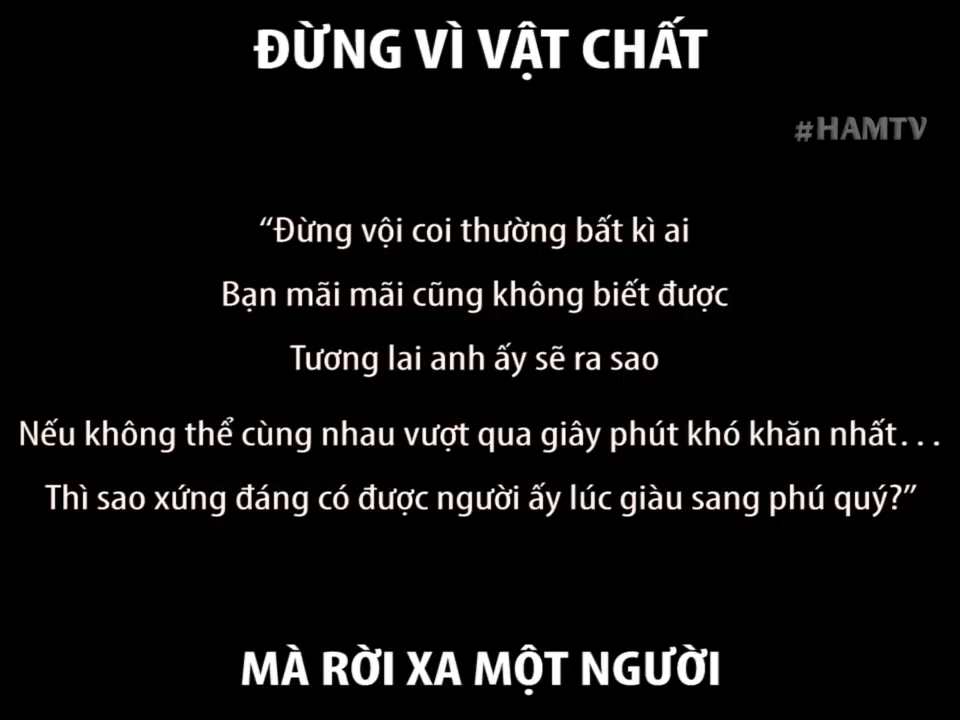 ĐỪNG VÌ VẬT CHẤT
#HAMTV
“Đừng vội coi thường bất kì ai
Bạn mãi mãi cũng không biết được
Tương lai anh ấy sẽ ra sao
Nếu không thể cùng nhau vượt qua giây phút khó khăn nhất...
Thì sao xứng đáng có được người ấy lúc giàu sang phú quý?”
MÀ RỜI XA MỘT NGƯỜI